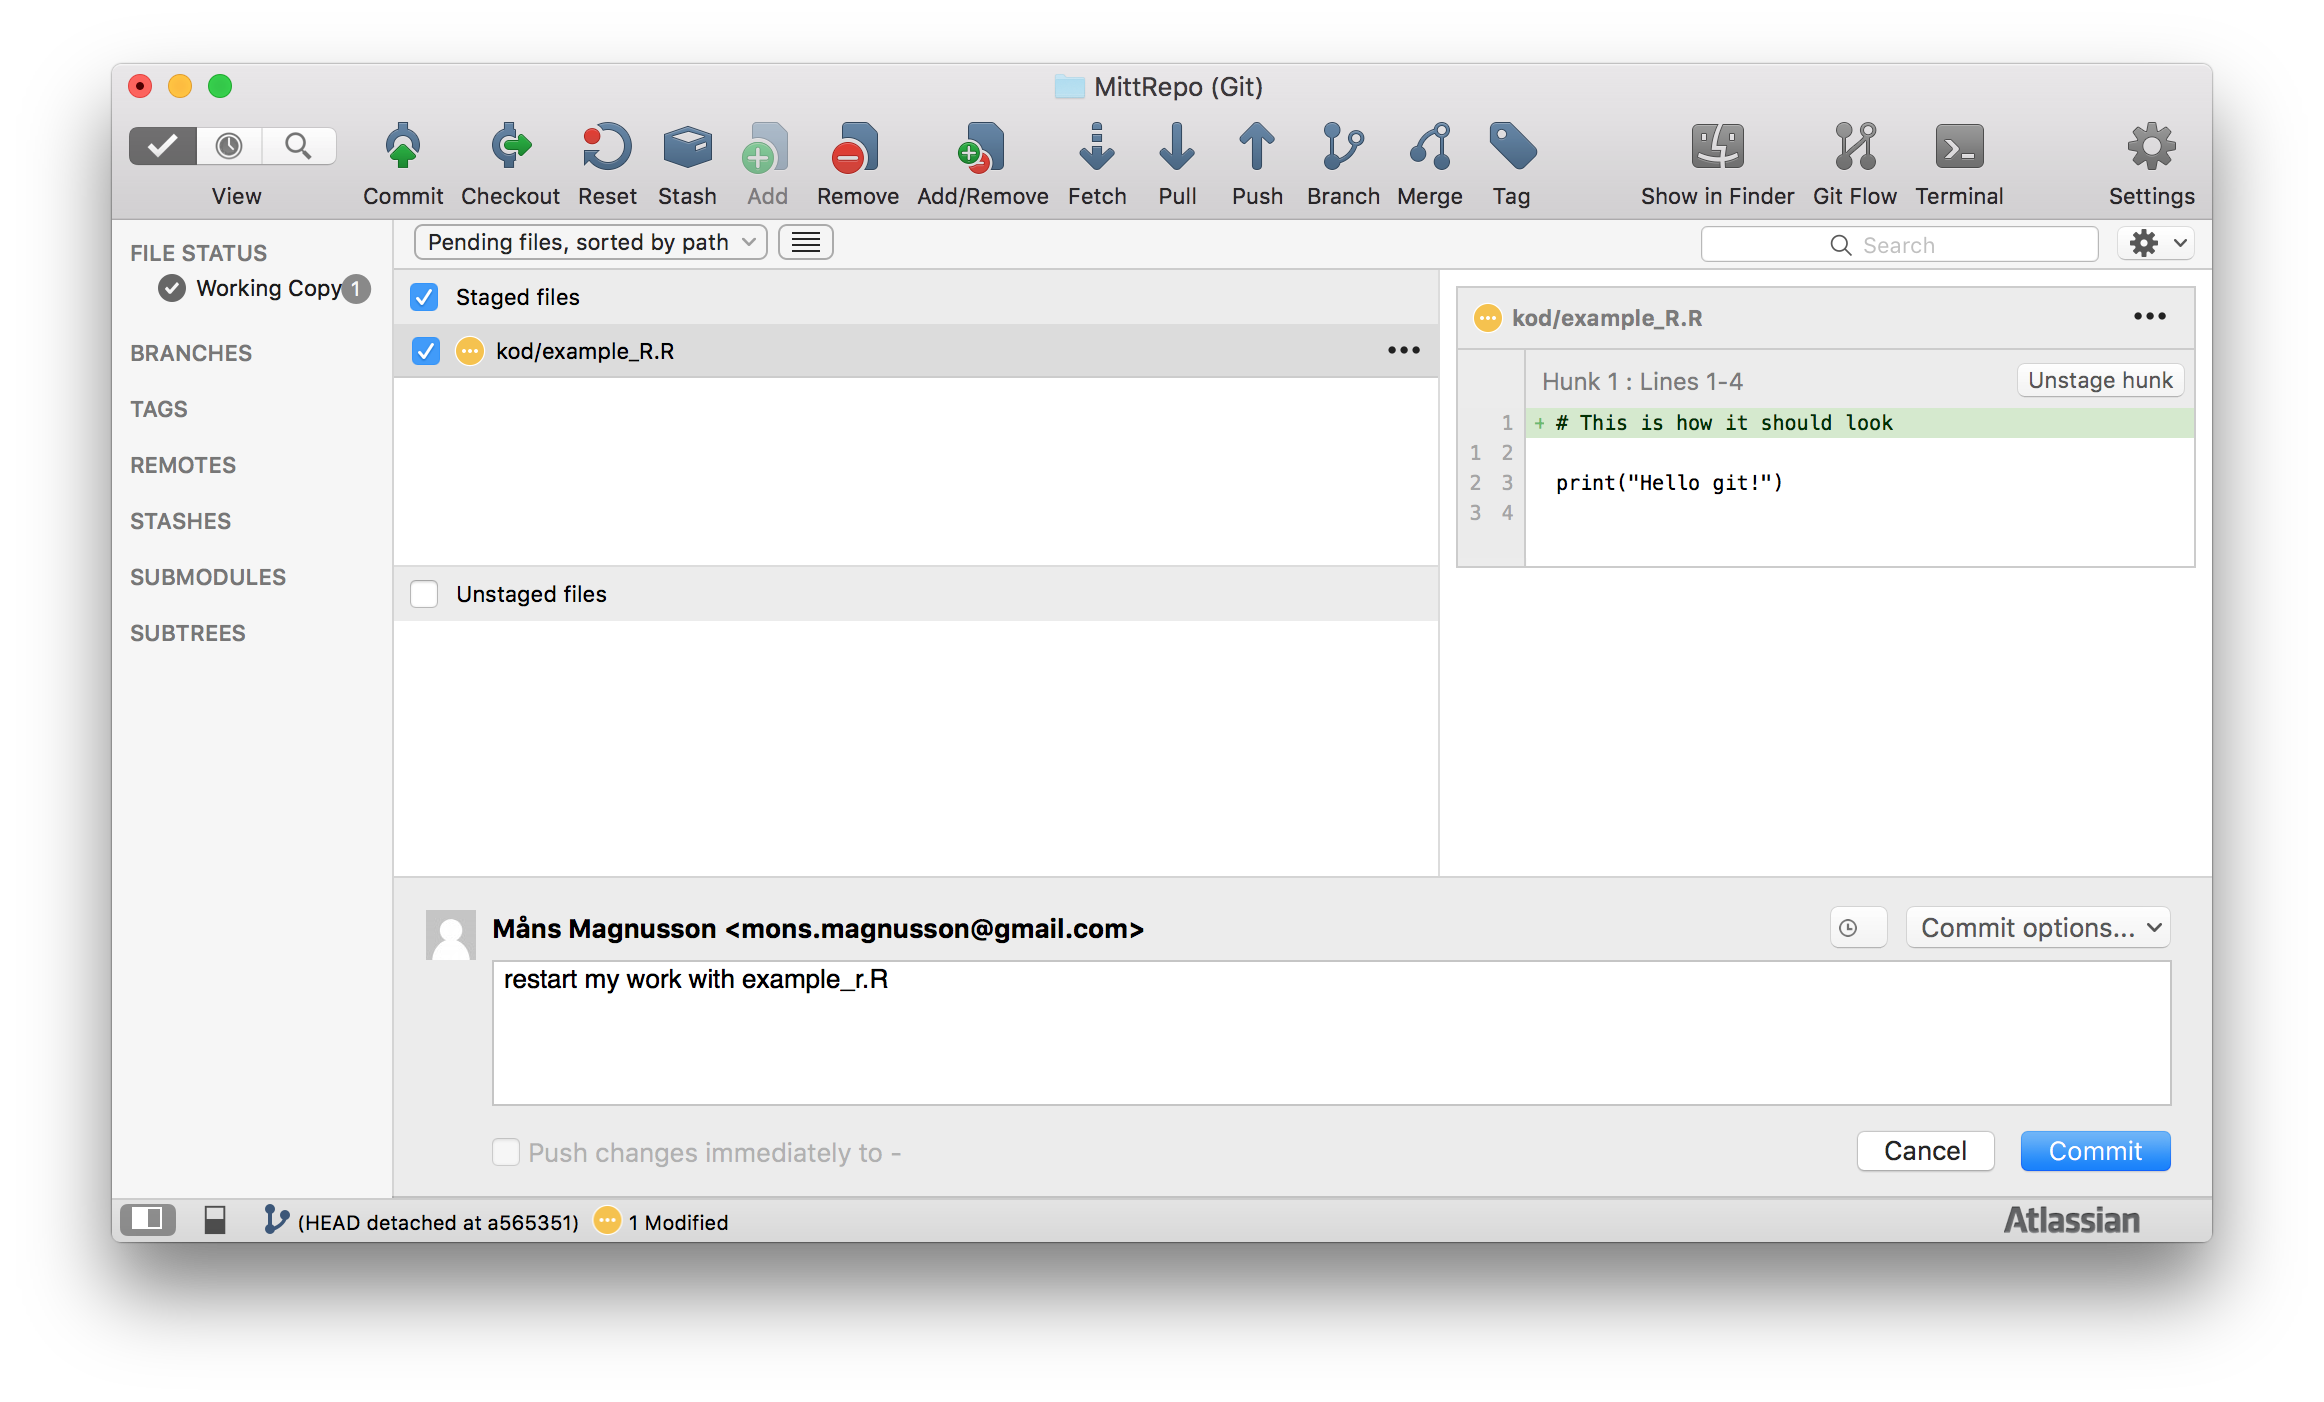 MittRepo (Git)
View Commit Checkout Reset Stash Add Remove Add/Remove Fetch Pull Push Branch Merge Tag Show in Finder Git Flow Terminal Settings
Pending files, sorted by path
Search
FILE STATUS
Working Copy 1
BRANCHES
TAGS
REMOTES
STASHES
SUBMODULES
SUBTREES
Staged files
kod/example_R.R
Unstaged files
kod/example_R.R
Hunk 1 : Lines 1-4 Unstage hunk
1 + # This is how it should look
1 2
2 3 print("Hello git!")
3 4
Måns Magnusson <mons.magnusson@gmail.com>
Commit options...
restart my work with example_r.R
Push changes immediately to -
Cancel Commit
(HEAD detached at a565351) 1 Modified
Atlassian